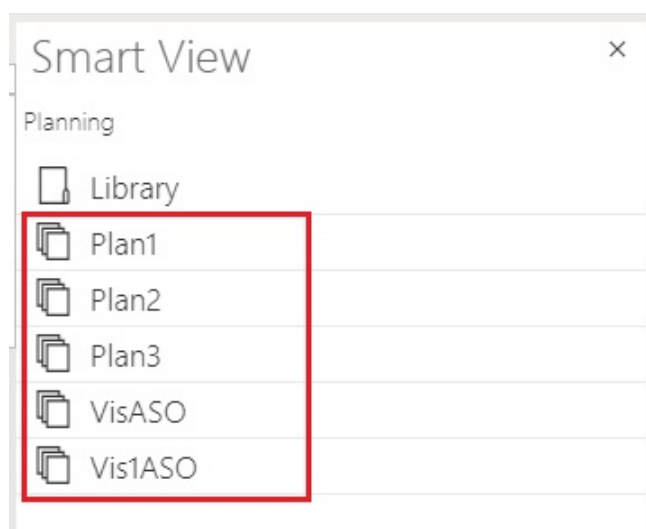 Smart View
Planning
Library
Plan1
Plan2
Plan3
VisASO
Vis1ASO